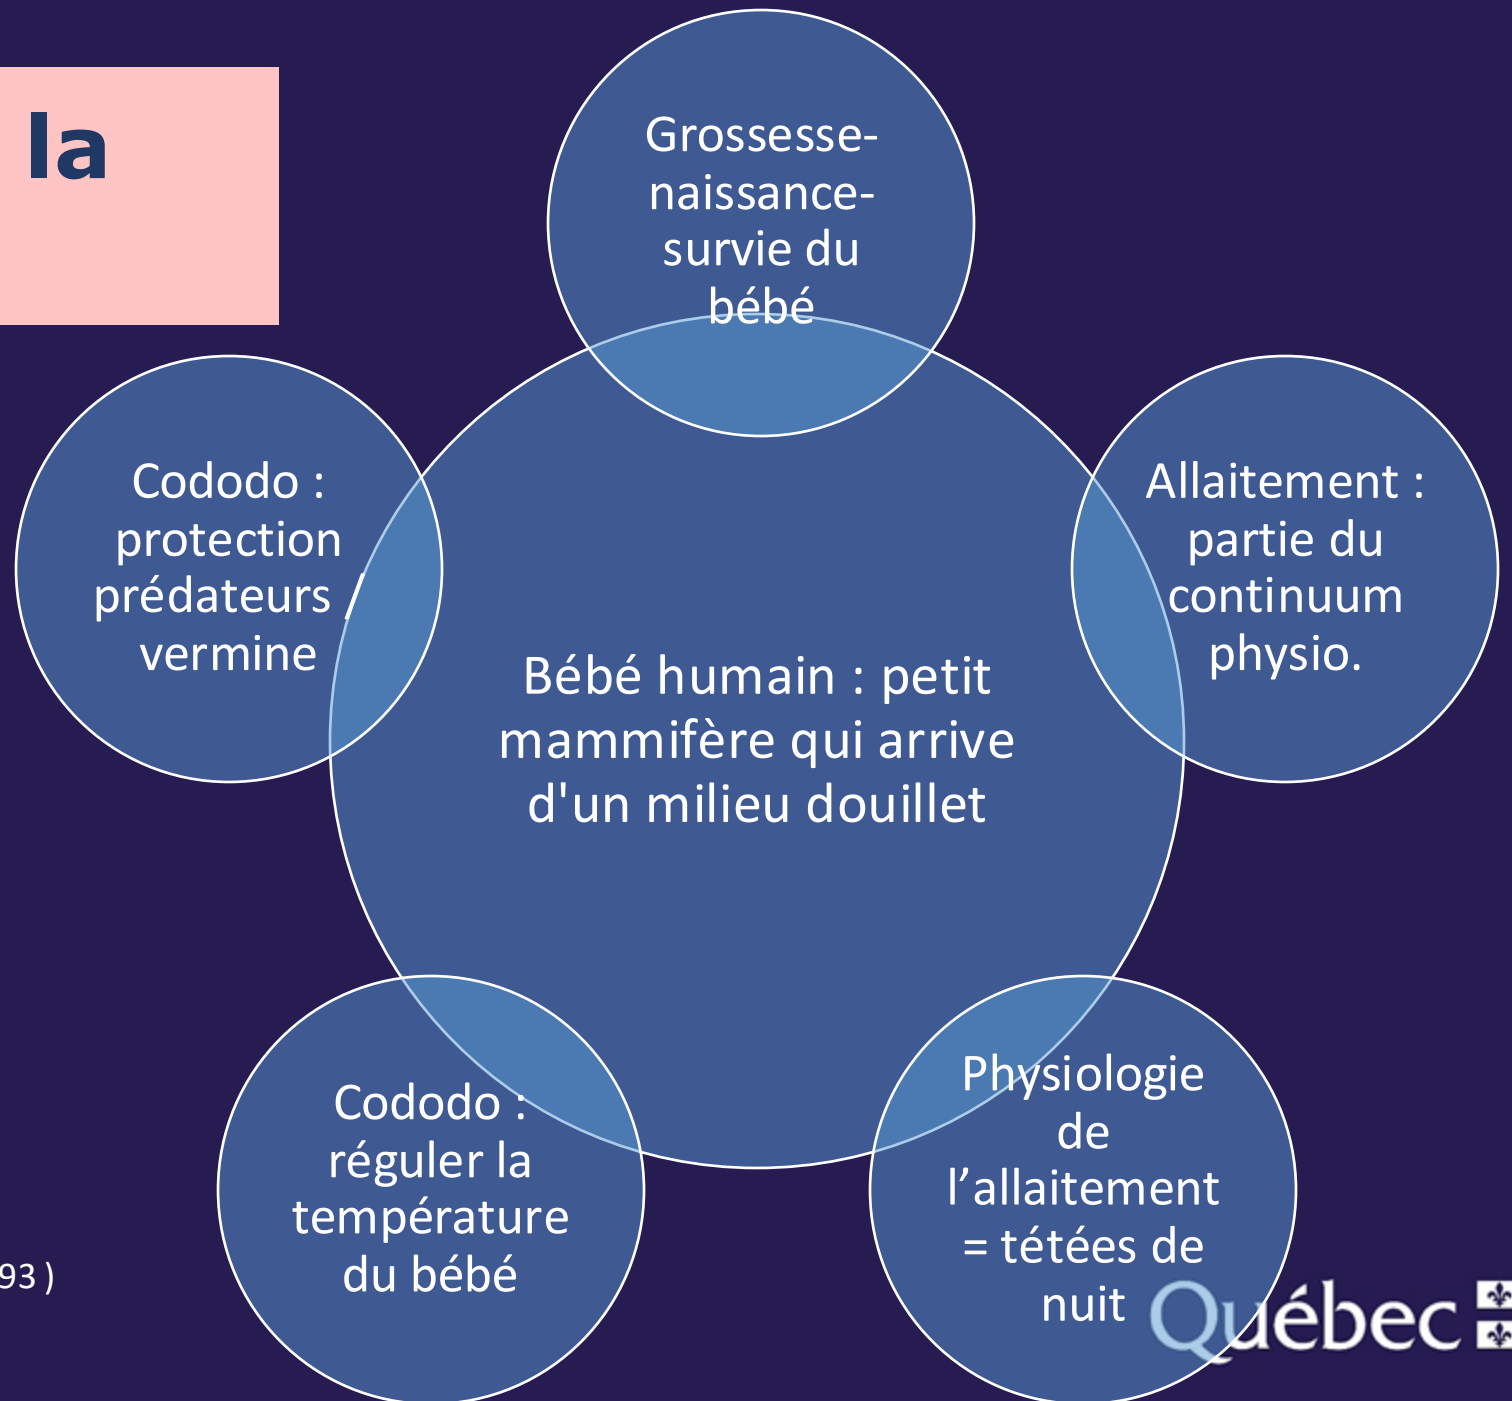 la
Grossesse-
naissance-
survie du
bébé
Cododo :
protection
prédateurs /
vermine
Allaitement :
partie du
continuum
physio.
Bébé humain : petit
mammifère qui arrive
d'un milieu douillet
Cododo :
réguler la
température
du bébé
Physiologie
de
l’allaitement
= tétées de
nuit
93 )
Québec